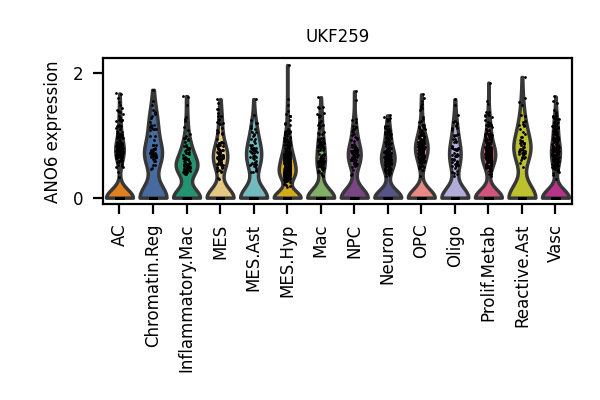 UKF259
ANO6 expression
2
0
AC
Chromatin.Reg
Inflammatory.Mac
MES
MES.Ast
MES.Hyp
Mac
NPC
Neuron
OPC
Oligo
Prolif.Metab
Reactive.Ast
Vasc